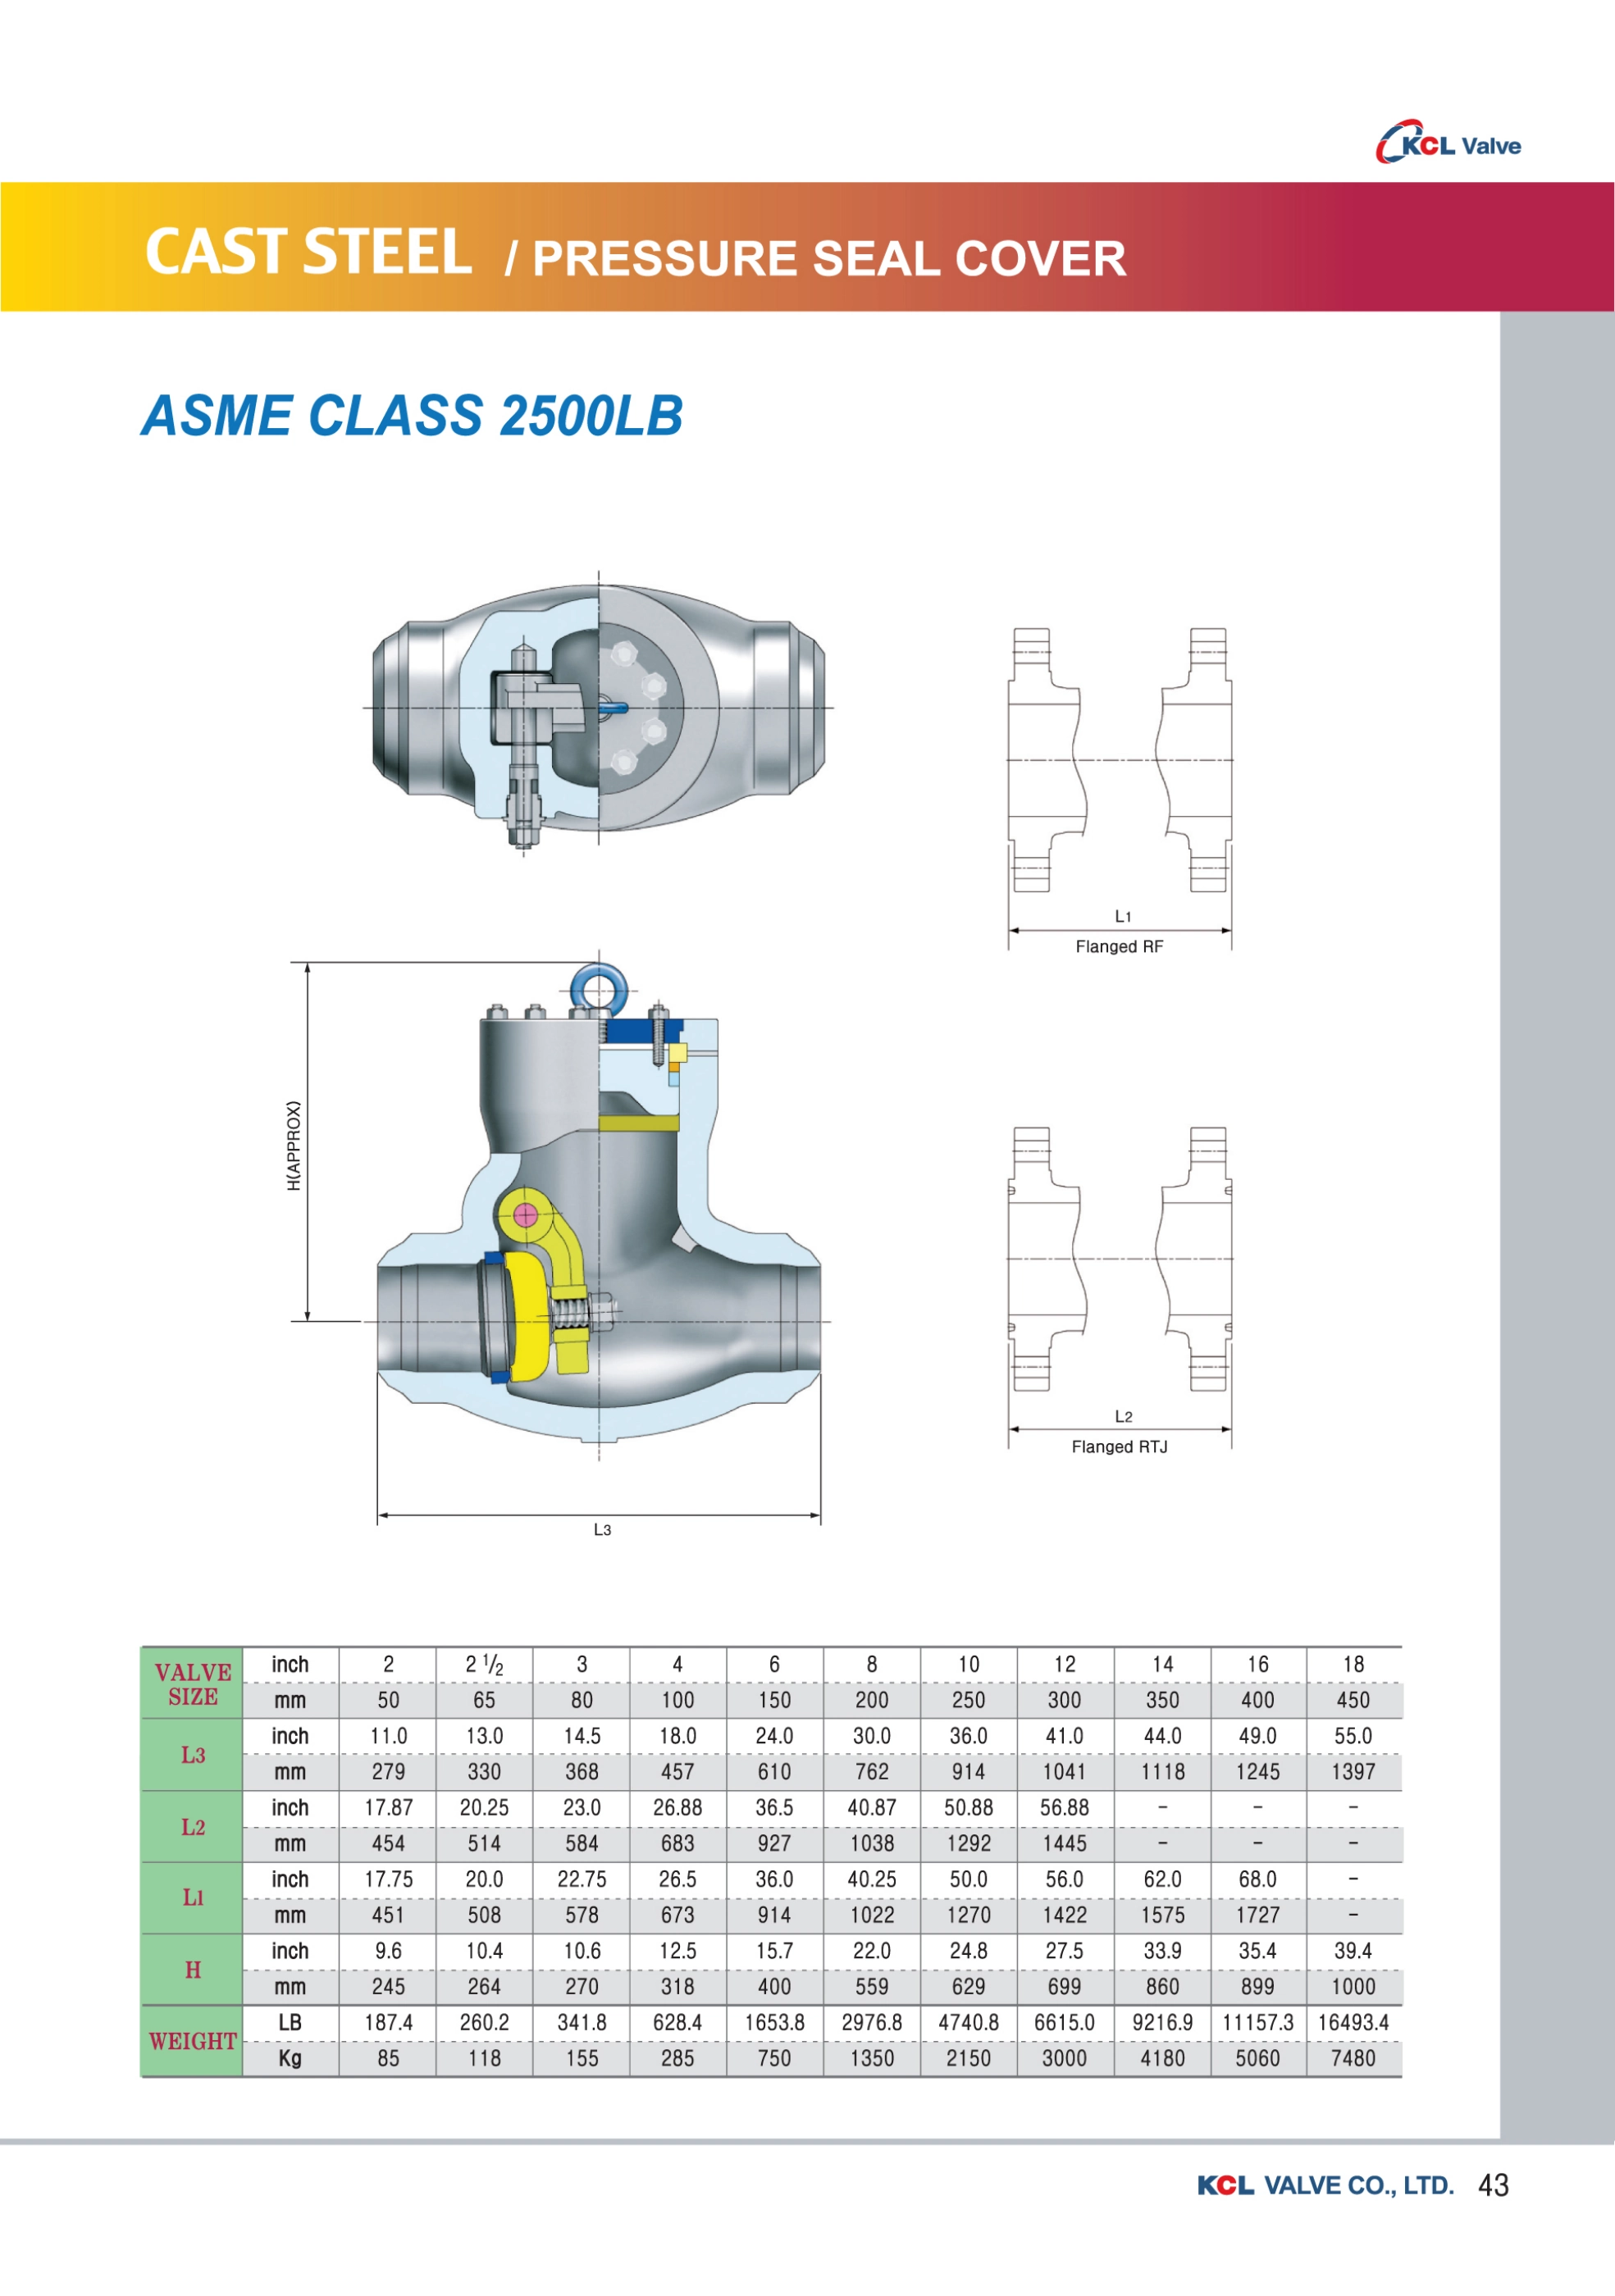 KCL Valve
CAST STEEL / PRESSURE SEAL COVER
ASME CLASS 2500LB
L1
Flanged RF
H(APPROX)
L2
Flanged RTJ
L3
VALVE SIZE inch 2 2 1/2 3 4 6 8 10 12 14 16 18
mm 50 65 80 100 150 200 250 300 350 400 450
L3 inch 11.0 13.0 14.5 18.0 24.0 30.0 36.0 41.0 44.0 49.0 55.0
mm 279 330 368 457 610 762 914 1041 1118 1245 1397
L2 inch 17.87 20.25 23.0 26.88 36.5 40.87 50.88 56.88 - - -
mm 454 514 584 683 927 1038 1292 1445 - - -
L1 inch 17.75 20.0 22.75 26.5 36.0 40.25 50.0 56.0 62.0 68.0 -
mm 451 508 578 673 914 1022 1270 1422 1575 1727 -
H inch 9.6 10.4 10.6 12.5 15.7 22.0 24.8 27.5 33.9 35.4 39.4
mm 245 264 270 318 400 559 629 699 860 899 1000
WEIGHT LB 187.4 260.2 341.8 628.4 1653.8 2976.8 4740.8 6615.0 9216.9 11157.3 16493.4
Kg 85 118 155 285 750 1350 2150 3000 4180 5060 7480
KCL VALVE CO., LTD. 43